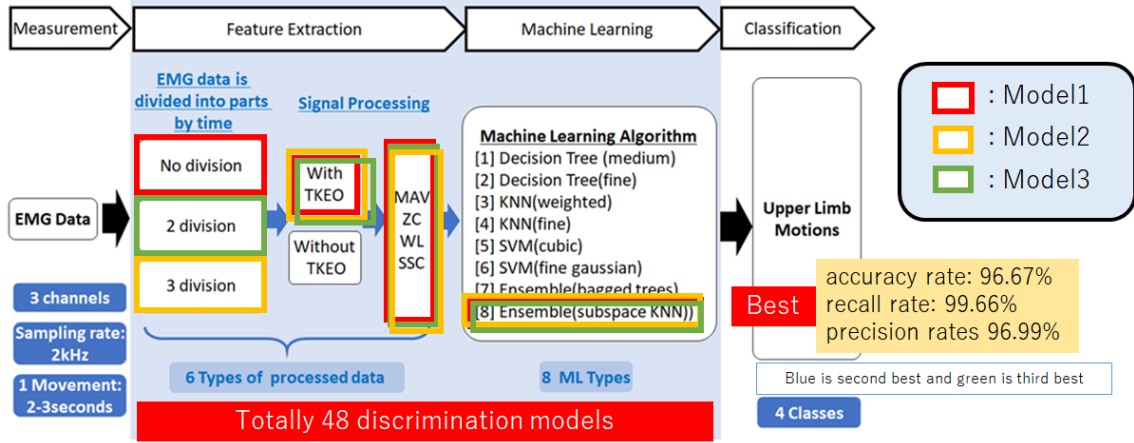 Measurement
Feature Extraction
Machine Learning
Classification
EMG data is
divided into parts
by time
Signal Processing
: Model1
: Model2
: Model3
No division
2 division
3 division
With
TKEO
Without
TKEO
MAV
ZC
WL
SSC
Machine Learning Algorithm
[1] Decision Tree (medium)
[2] Decision Tree(fine)
[3] KNN(weighted)
[4] KNN(fine)
[5] SVM(cubic)
[6] SVM(fine gaussian)
[7] Ensemble(bagged trees)
[8] Ensemble(subspace KNN))
EMG Data
Upper Limb
Motions
3 channels
Sampling rate:
2kHz
1 Movement:
2-3seconds
Best
accuracy rate: 96.67%
recall rate: 99.66%
precision rates 96.99%
6 Types of processed data
8 ML Types
Blue is second best and green is third best
Totally 48 discrimination models
4 Classes